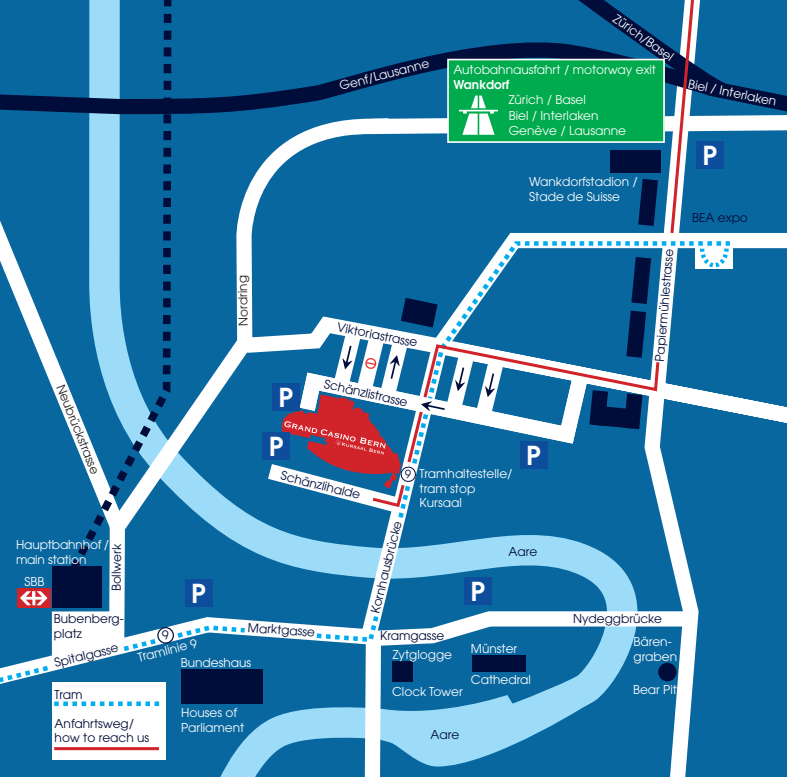 Zürich/Basel
Genf/Lausanne
Biel / Interlaken
Autobahnausfahrt / motorway exit
Wankdorf
Zürich / Basel
Biel / Interlaken
Genève / Lausanne
P
Wankdorfstadion /
Stade de Suisse
BEA expo
Papiermühlestrasse
Nordring
Viktoriastrasse
Schänzlistrasse
P
Neubrückstrasse
GRAND CASINO BERN
KURSAAL BERN
P
P
9
Tramhaltestelle/
tram stop
Kursaal
Schänzlihalde
Hauptbahnhof /
main station
SBB
Bollwerk
Kornhausbrücke
Aare
P
P
Bubenberg-
platz
9
Marktgasse
Kramgasse
Nydeggbrücke
Spitalgasse
Tramlinie 9
Zytglogge
Clock Tower
Münster
Cathedral
Bären-
graben
Bear Pit
Bundeshaus
Houses of
Parliament
Aare
Tram
Anfahrtsweg/
how to reach us